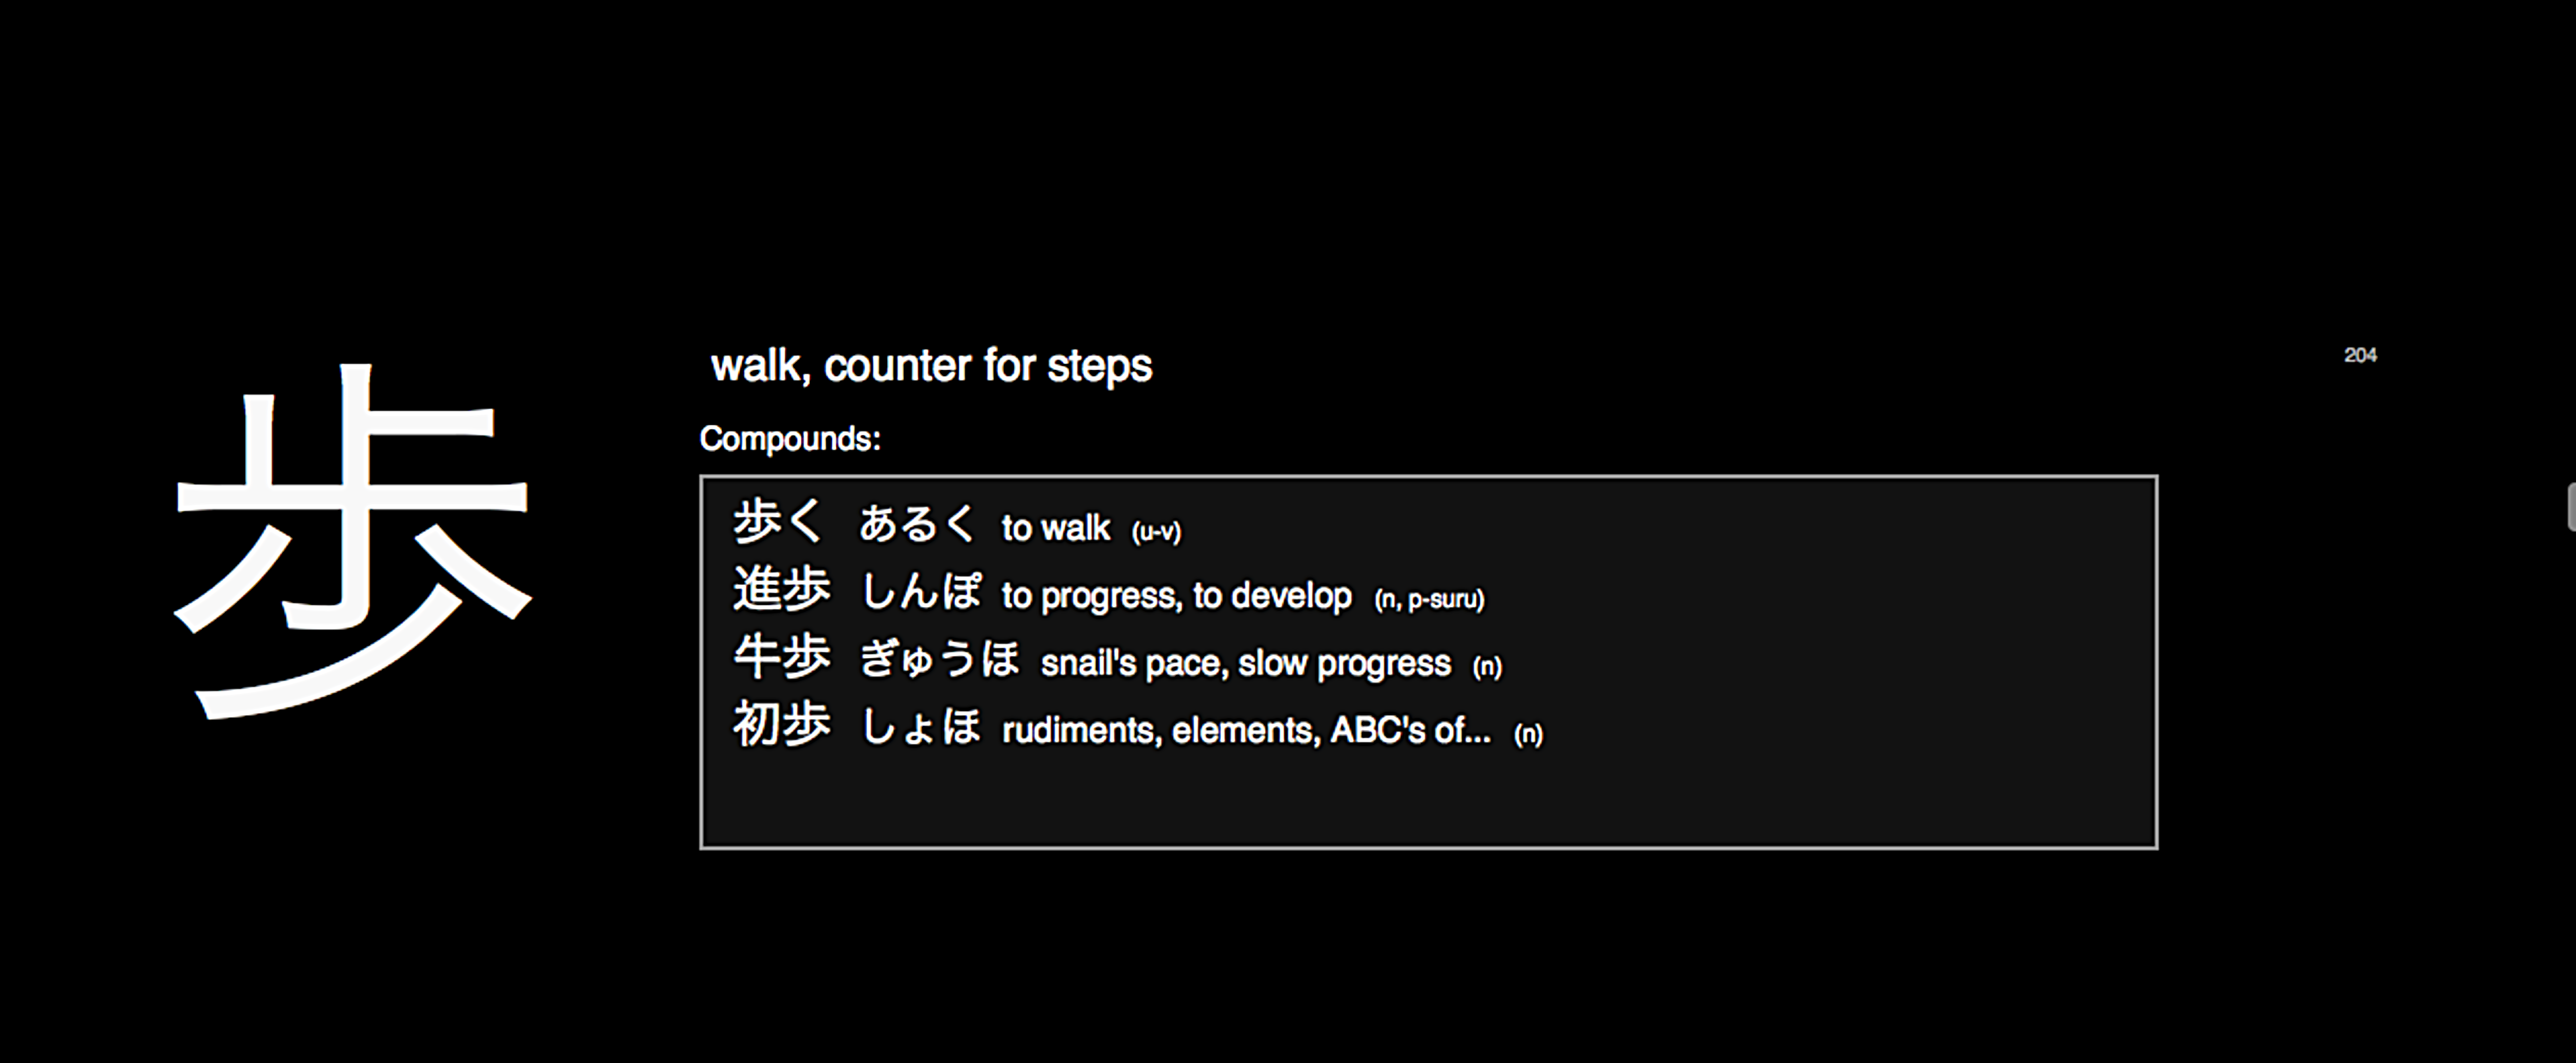 歩
walk, counter for steps
204
Compounds:
歩く あるく to walk (u-v)
進歩 しんぽ to progress, to develop (n, p-suru)
牛歩 ぎゅうほ snail's pace, slow progress (n)
初歩 しょほ rudiments, elements, ABC's of... (n)